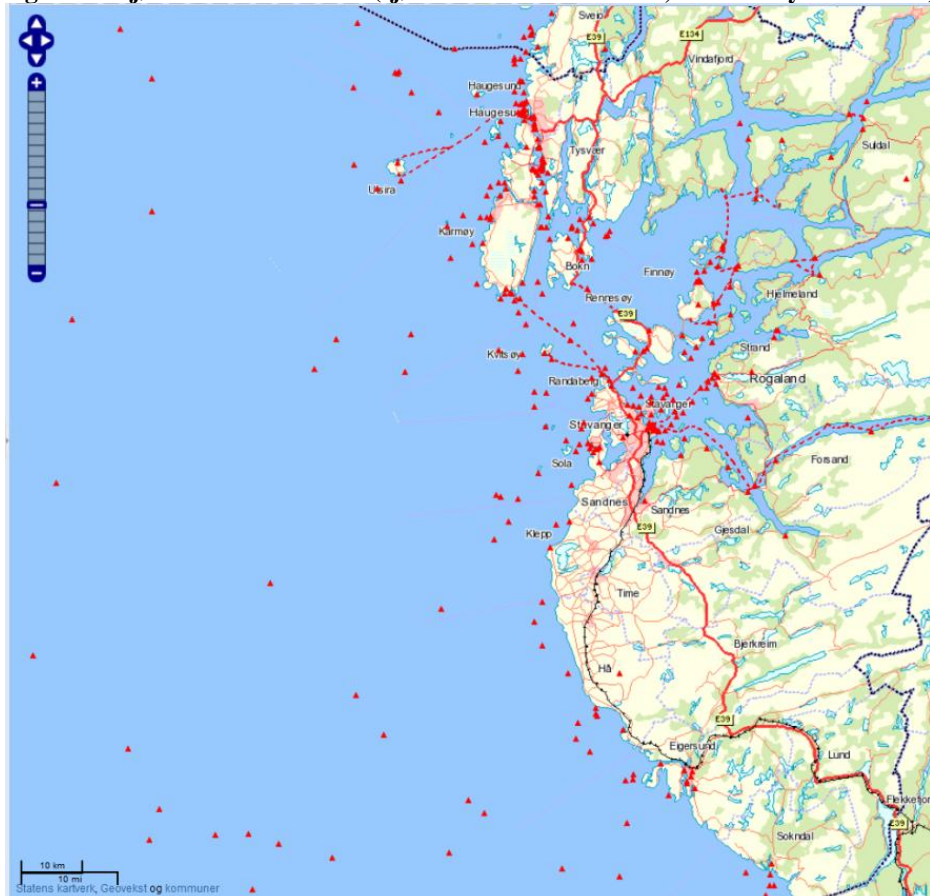 Sveio
E39
E134
Vindafjord
Haugesund
Haugesund
Tysvær
Suldal
Utsira
Karmøy
Bokn
Finnøy
Hjelmeland
Rennesøy
E39
Strand
Kvitsøy
Randaberg
Rogaland
Stavanger
Stavanger
Forsand
Sola
Sandnes
Sandnes
E39
Gjesdal
Klepp
Time
Bjerkreim
Hå
E39
Eigersund
Lund
E39
Sokndal
10 km
10 mi
Statens kartverk, Geovekst og kommuner